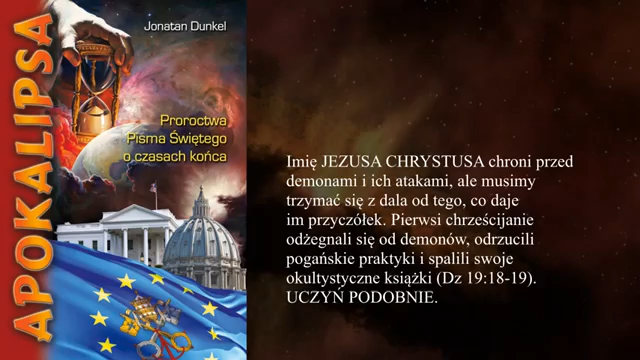 Jonatan Dunkel
APOKALIPSA
Proroctwa
Pisma Świętego
o czasach końca
Imię JEZUSA CHRYSTUSA chroni przed
demonami i ich atakami, ale musimy
trzymać się z dala od tego, co daje
im przyczółek. Pierwsi chrześcijanie
odżegnali się od demonów, odrzucili
pogańskie praktyki i spalili swoje
okultystyczne książki (Dz 19:18-19).
UCZYŃ PODOBNIE.